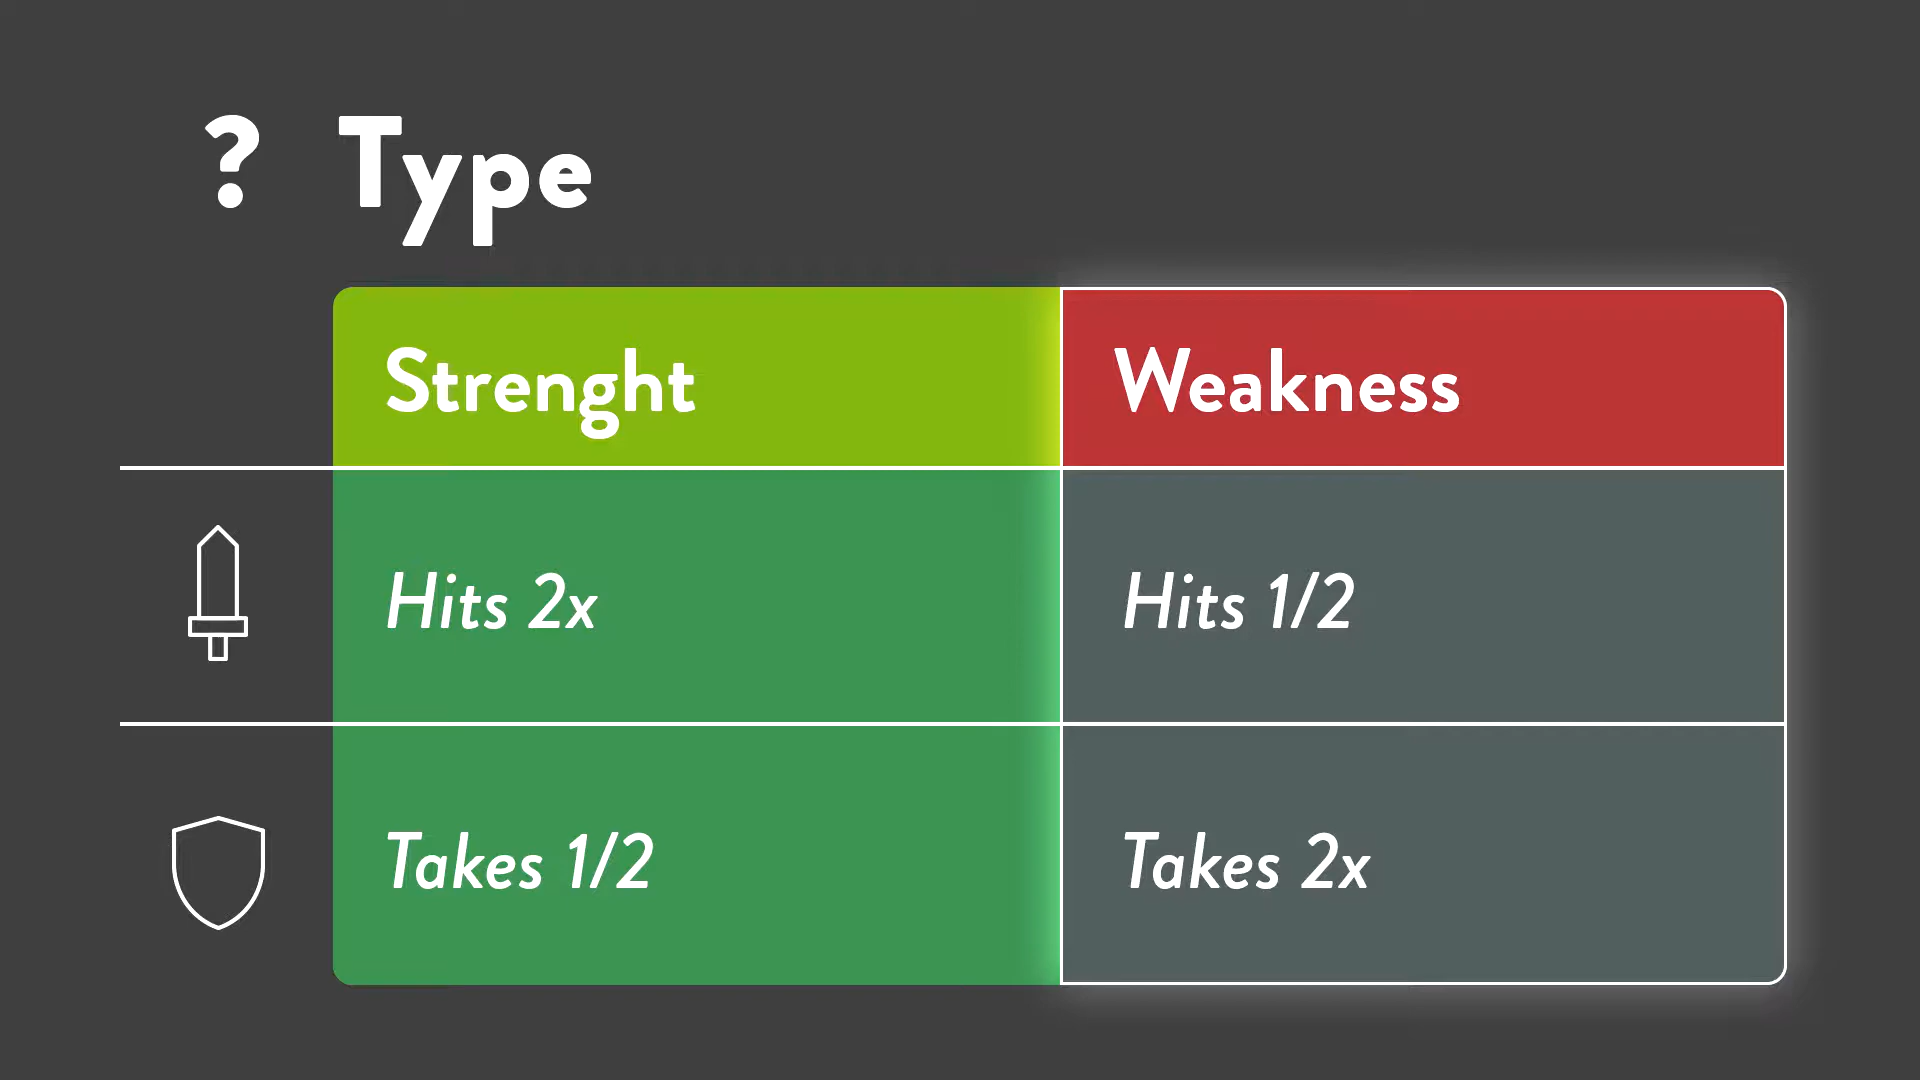 ? Type
Strenght
Weakness
Hits 2x
Hits 1/2
Takes 1/2
Takes 2x